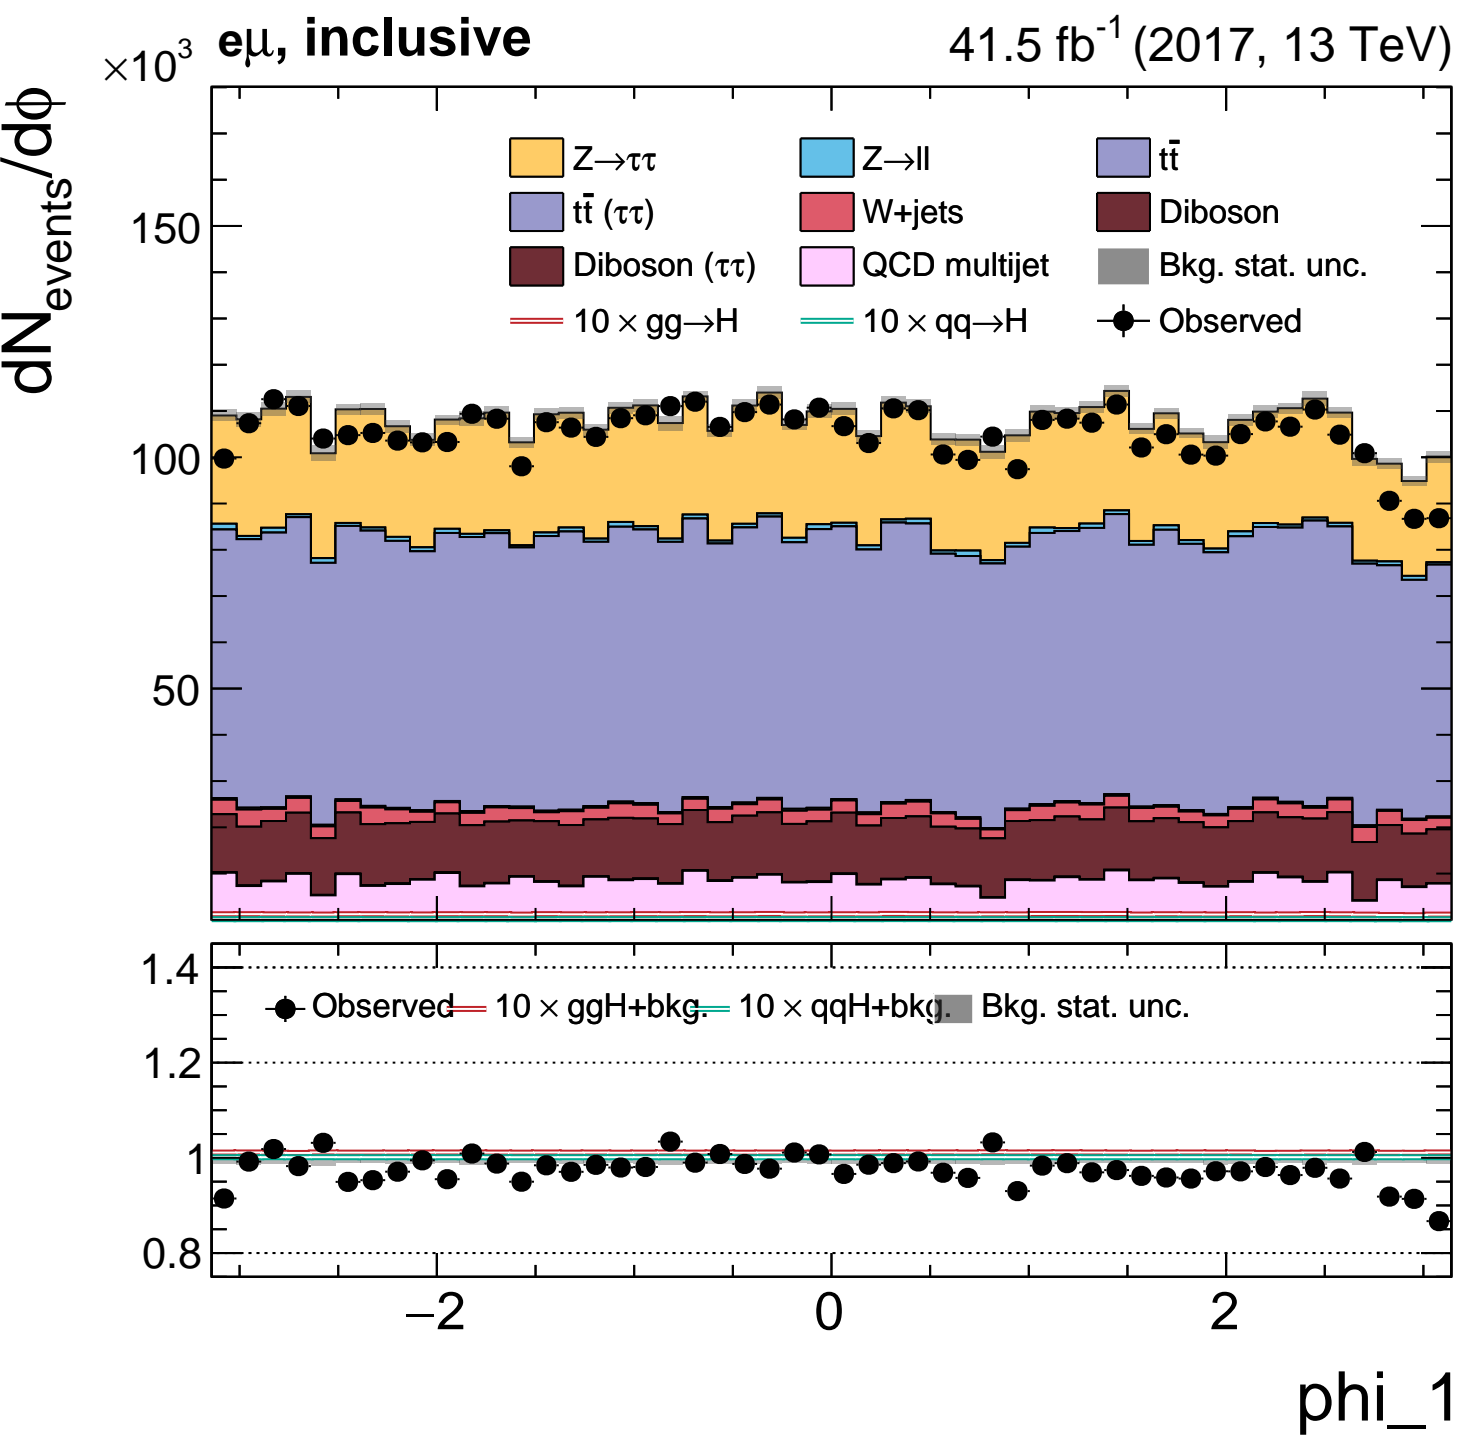 ×10³ eμ, inclusive 41.5 fb⁻¹ (2017, 13 TeV)
dN_events/dϕ
Z→ττ Z→ll tt̄
tt̄ (ττ) W+jets Diboson
Diboson (ττ) QCD multijet Bkg. stat. unc.
10 × gg→H 10 × qq→H Observed
150
100
50
1.4
Observed 10 × ggH+bkg. 10 × qqH+bkg. Bkg. stat. unc.
1.2
1
0.8
−2 0 2
phi_1